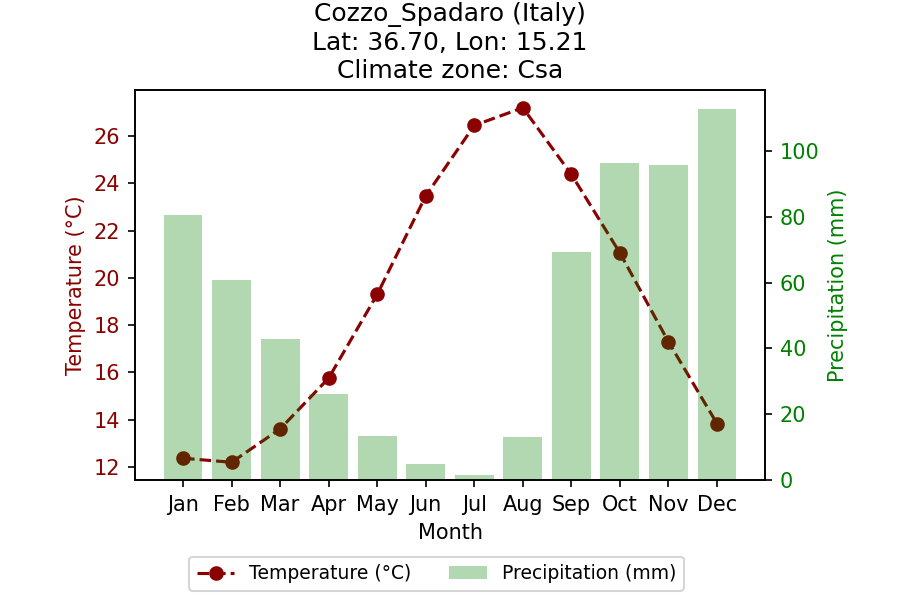 Cozzo_Spadaro (Italy)
Lat: 36.70, Lon: 15.21
Climate zone: Csa
Temperature (°C)
26
24
22
20
18
16
14
12
100
80
60
40
20
0
Precipitation (mm)
Jan Feb Mar Apr May Jun Jul Aug Sep Oct Nov Dec
Month
Temperature (°C) Precipitation (mm)